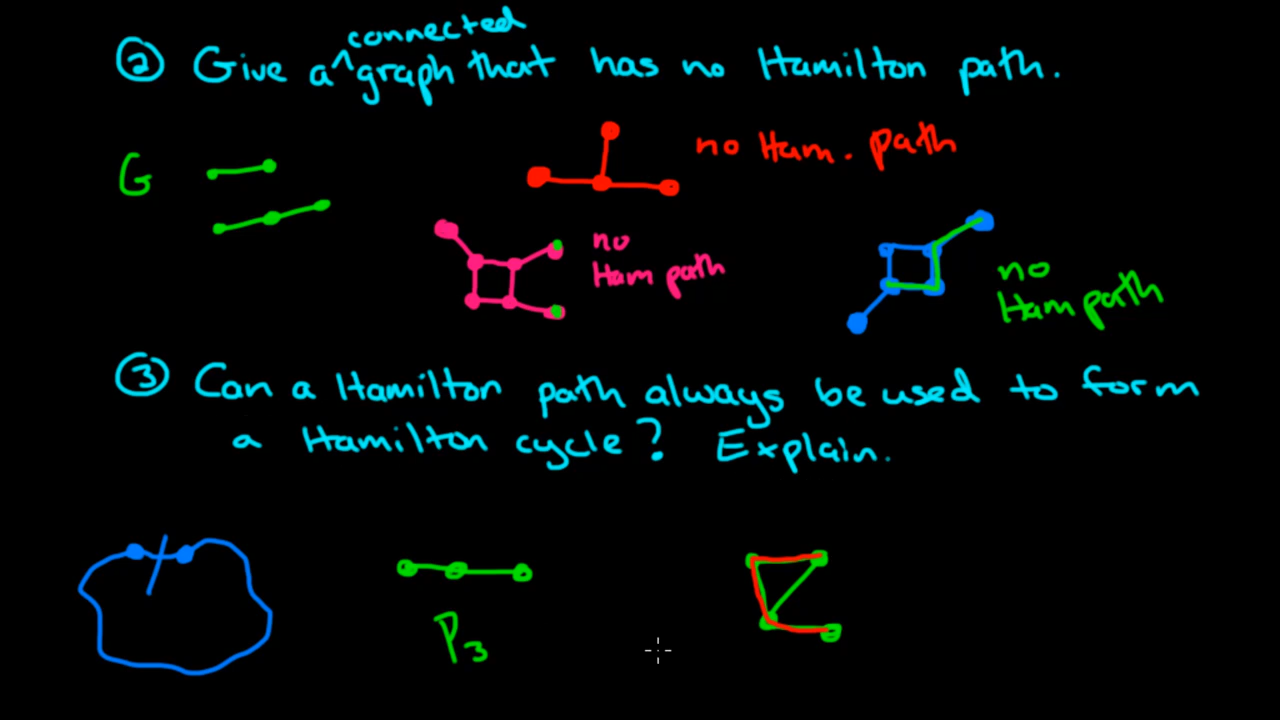 ② Give a ^ connected graph that has no Hamilton path.
G
no Ham. path
no
Ham path
no
Ham path
③ Can a Hamilton path always be used to form
a Hamilton cycle? Explain.
P₃